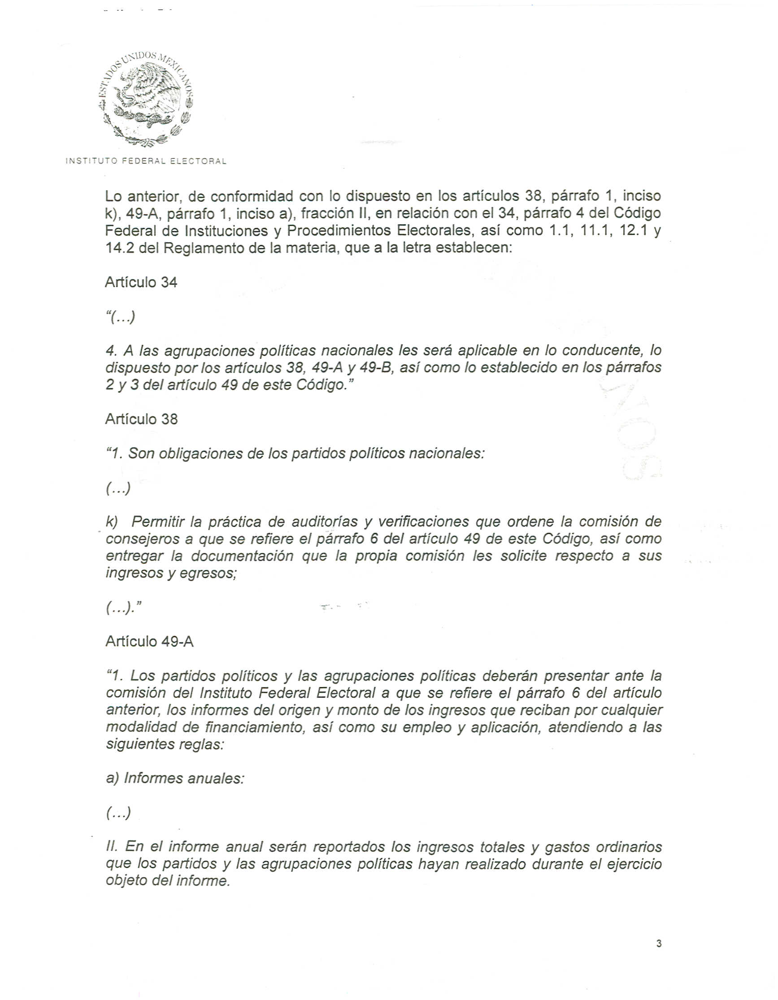 ESTADOS UNIDOS MEXICANOS
INSTITUTO FEDERAL ELECTORAL
Lo anterior, de conformidad con lo dispuesto en los artículos 38, párrafo 1, inciso
k), 49-A, párrafo 1, inciso a), fracción II, en relación con el 34, párrafo 4 del Código
Federal de Instituciones y Procedimientos Electorales, así como 1.1, 11.1, 12.1 y
14.2 del Reglamento de la materia, que a la letra establecen:
Artículo 34
“(...)
4. A las agrupaciones políticas nacionales les será aplicable en lo conducente, lo
dispuesto por los artículos 38, 49-A y 49-B, así como lo establecido en los párrafos
2 y 3 del artículo 49 de este Código.”
Artículo 38
“1. Son obligaciones de los partidos políticos nacionales:
(...)
k) Permitir la práctica de auditorías y verificaciones que ordene la comisión de
consejeros a que se refiere el párrafo 6 del artículo 49 de este Código, así como
entregar la documentación que la propia comisión les solicite respecto a sus
ingresos y egresos;
(...).”
Artículo 49-A
“1. Los partidos políticos y las agrupaciones políticas deberán presentar ante la
comisión del Instituto Federal Electoral a que se refiere el párrafo 6 del artículo
anterior, los informes del origen y monto de los ingresos que reciban por cualquier
modalidad de financiamiento, así como su empleo y aplicación, atendiendo a las
siguientes reglas:
a) Informes anuales:
(...)
II. En el informe anual serán reportados los ingresos totales y gastos ordinarios
que los partidos y las agrupaciones políticas hayan realizado durante el ejercicio
objeto del informe.
3